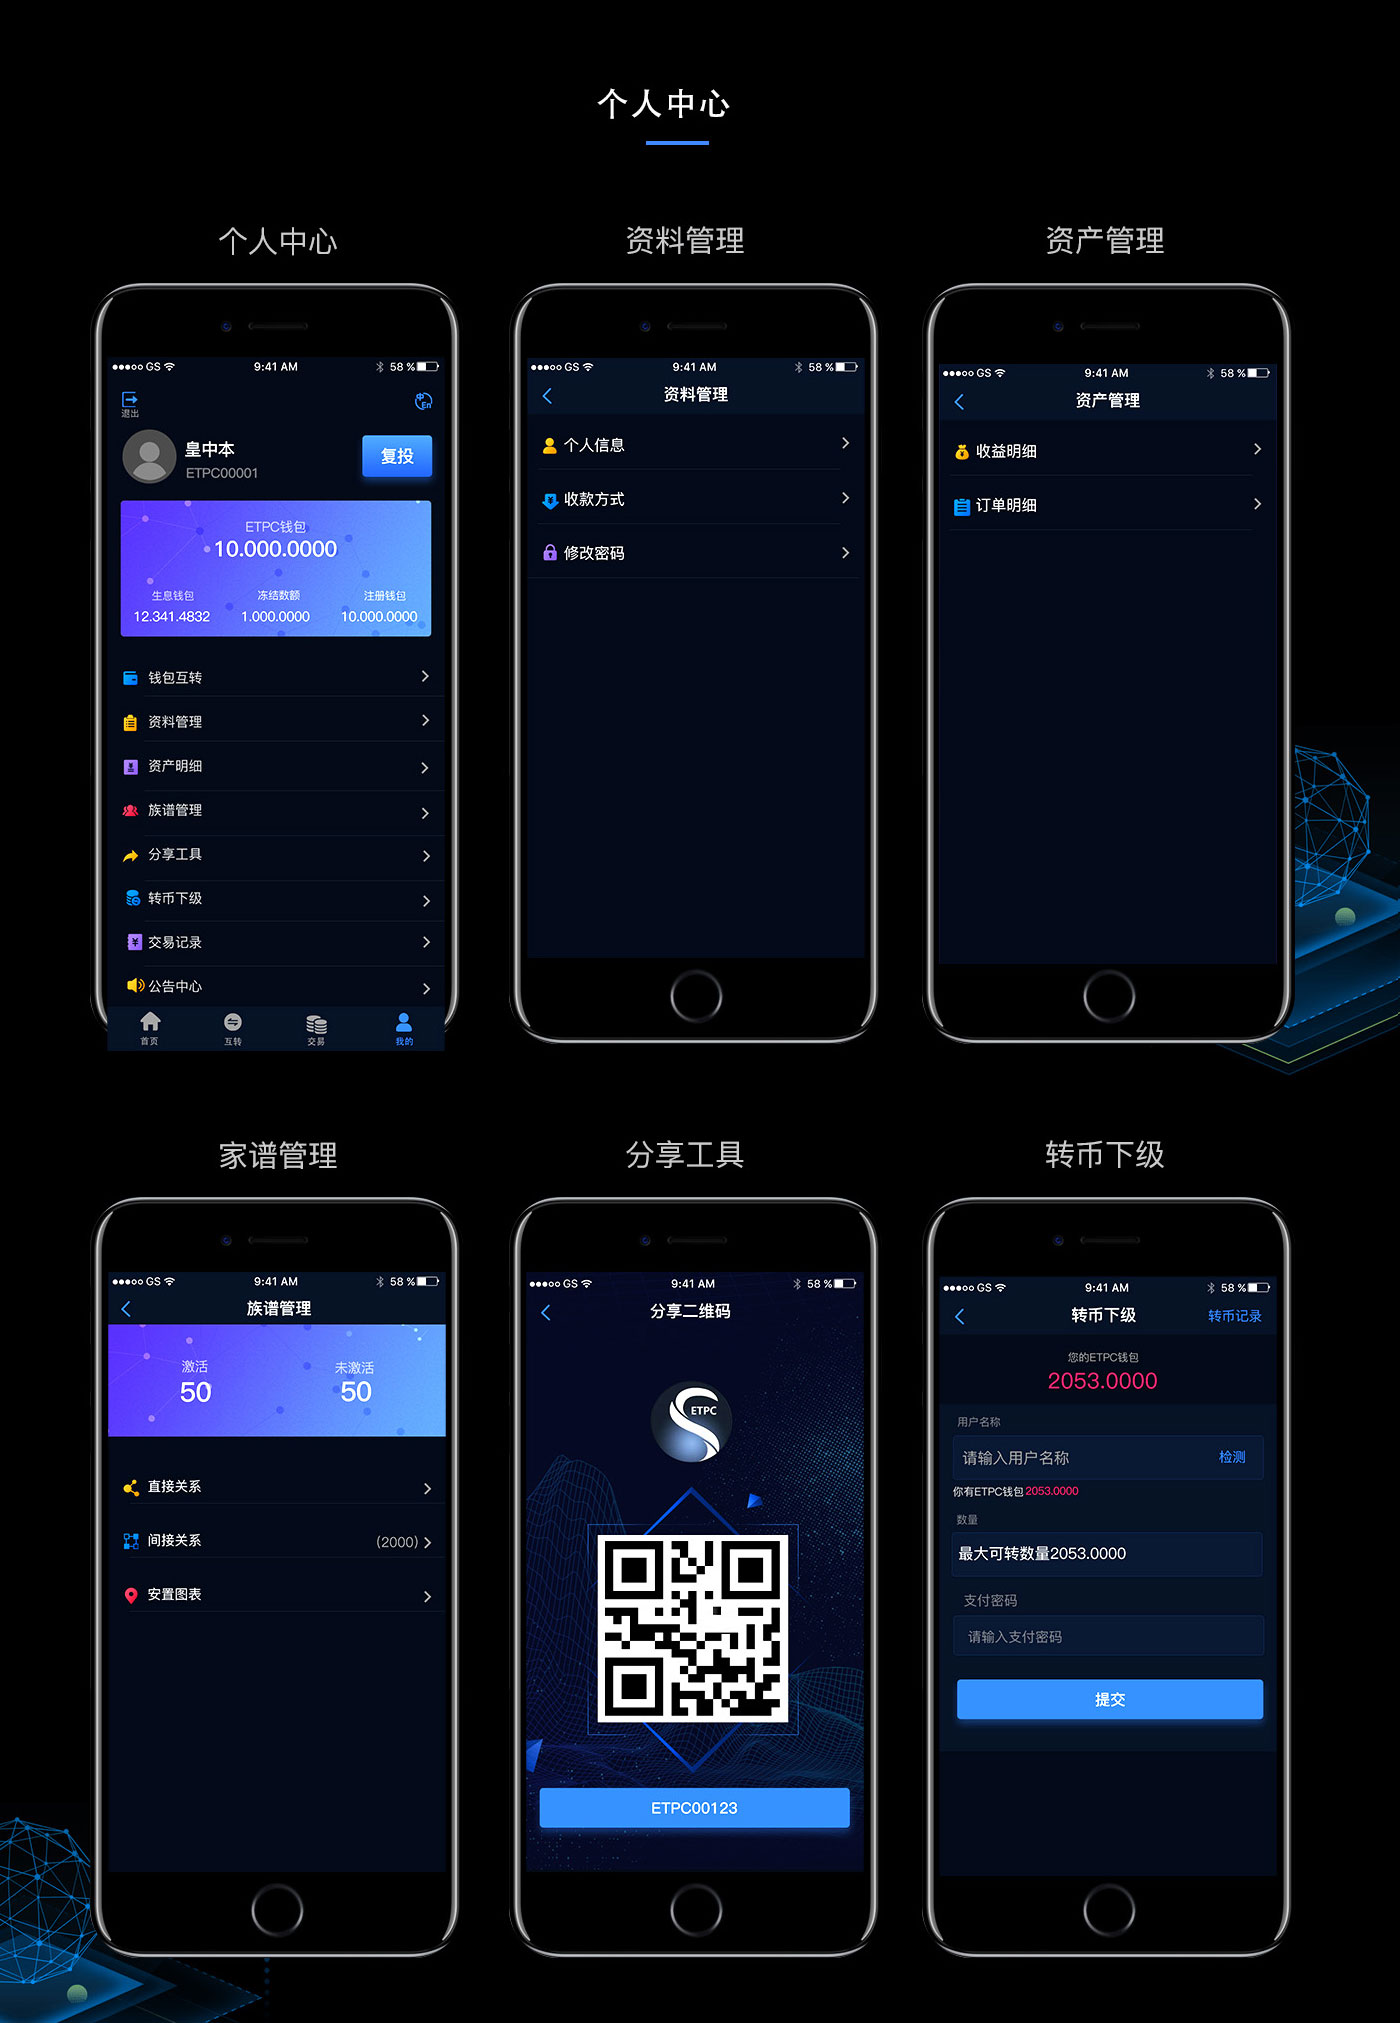 个人中心
个人中心
资料管理
资产管理
●●●○○ GS 9:41 AM 58 %
退出
中 En
皇中本
ETPC00001
复投
ETPC钱包
10.000.0000
生息钱包 冻结数额 注册钱包
12.341.4832 1.000.0000 10.000.0000
钱包互转
资料管理
资产明细
族谱管理
分享工具
转币下级
交易记录
公告中心
首页 互转 交易 我的
●●●○○ GS 9:41 AM 58 %
资料管理
个人信息
收款方式
修改密码
●●●○○ GS 9:41 AM 58 %
资产管理
收益明细
订单明细
家谱管理
分享工具
转币下级
●●●○○ GS 9:41 AM 58 %
族谱管理
激活 未激活
50 50
直接关系
间接关系 (2000)
安置图表
●●●○○ GS 9:41 AM 58 %
分享二维码
ETPC
ETPC00123
●●●○○ GS 9:41 AM 58 %
转币下级 转币记录
您的ETPC钱包
2053.0000
用户名称
请输入用户名称 检测
你有ETPC钱包2053.0000
数量
最大可转数量2053.0000
支付密码
请输入支付密码
提交